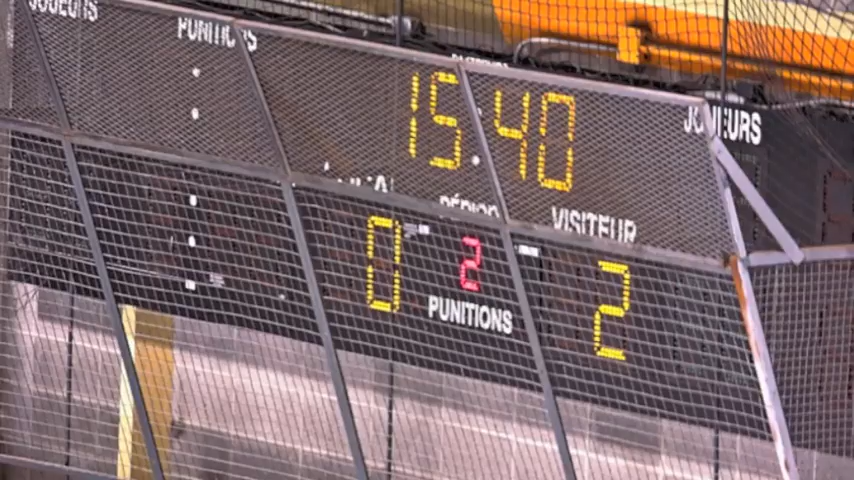 JOUEURS
PUNITIONS
15:40
JOUEURS
PÉRIODE
VISITEUR
0
2
2
PUNITIONS